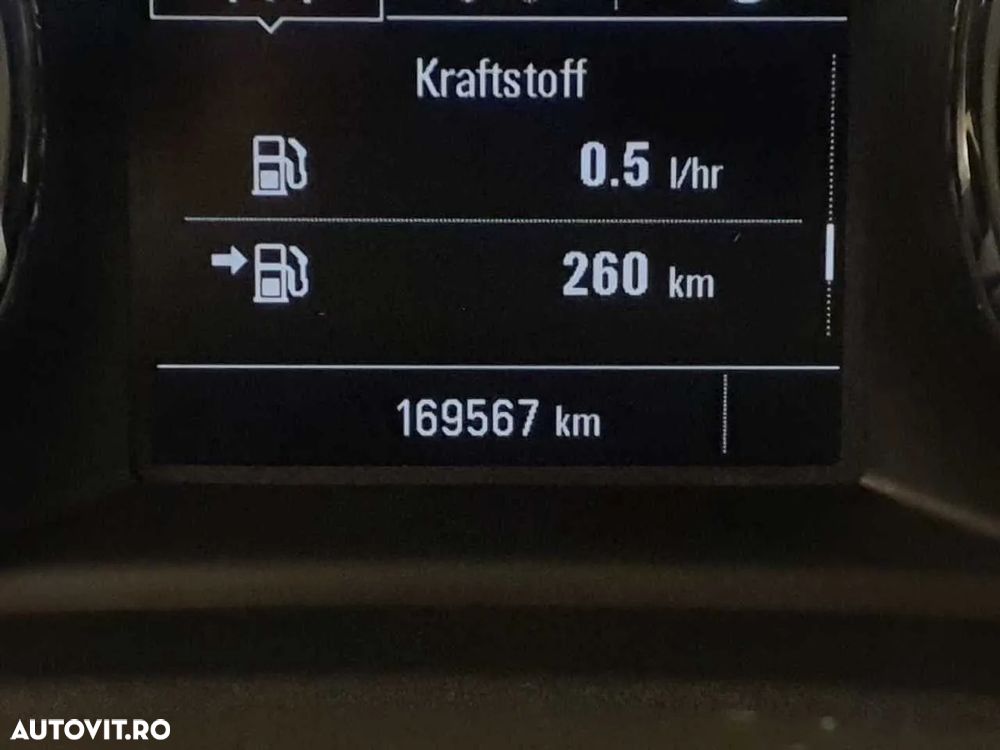 Kraftstoff
0.5 l/hr
260 km
169567 km
AUTOVIT.RO